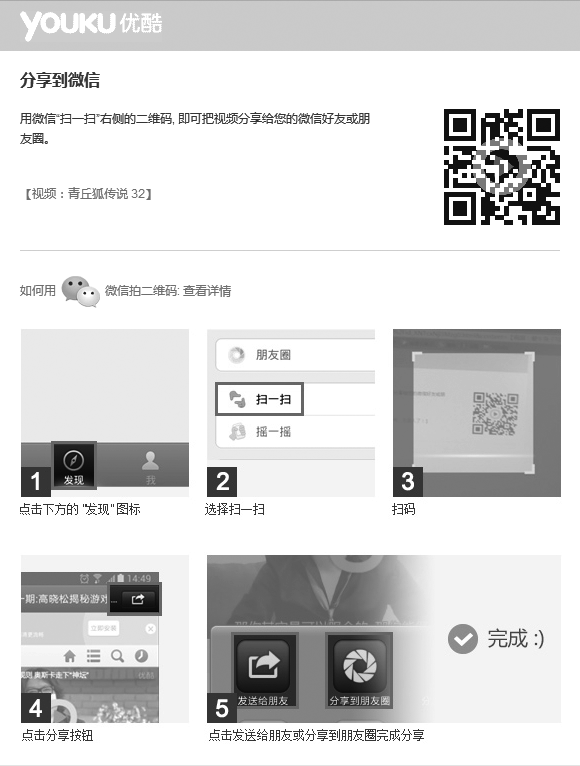 YOUKU 优酷
分享到微信
用微信“扫一扫”右侧的二维码, 即可把视频分享给您的微信好友或朋
友圈。
【视频：青丘狐传说 32】
如何用 微信拍二维码: 查看详情
发现
我
1
点击下方的 "发现" 图标
朋友圈
扫一扫
摇一摇
2
选择扫一扫
3
扫码
14:49
一期:高晓松揭秘游戏...
立即安装
奥斯卡走下“神坛”
4
点击分享按钮
发送给朋友
分享到朋友圈
5
完成 :)
点击发送给朋友或分享到朋友圈完成分享